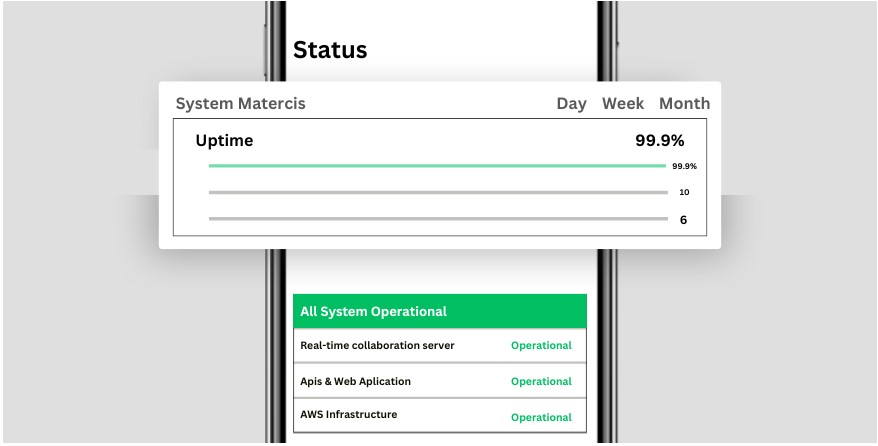 Status
System Matercis Day Week Month
Uptime 99.9%
99.9%
10
6
All System Operational
Real-time collaboration server Operational
Apis & Web Aplication Operational
AWS Infrastructure Operational